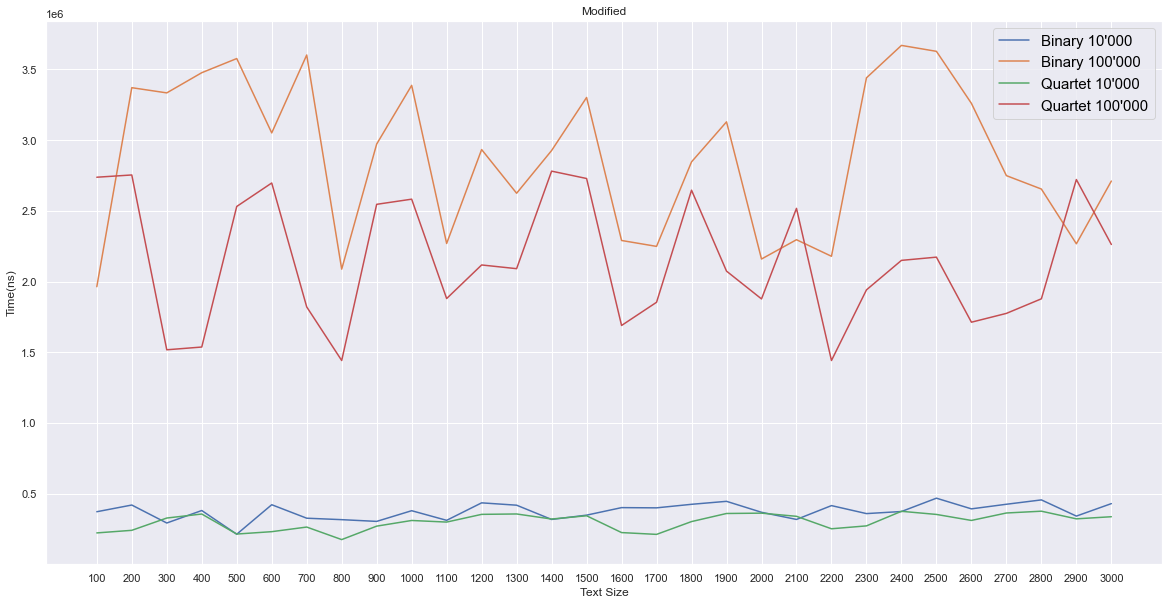 Modified
1e6
Binary 10'000
Binary 100'000
Quartet 10'000
Quartet 100'000
3.5
3.0
2.5
2.0
1.5
1.0
0.5
Time(ns)
100 200 300 400 500 600 700 800 900 1000 1100 1200 1300 1400 1500 1600 1700 1800 1900 2000 2100 2200 2300 2400 2500 2600 2700 2800 2900 3000
Text Size